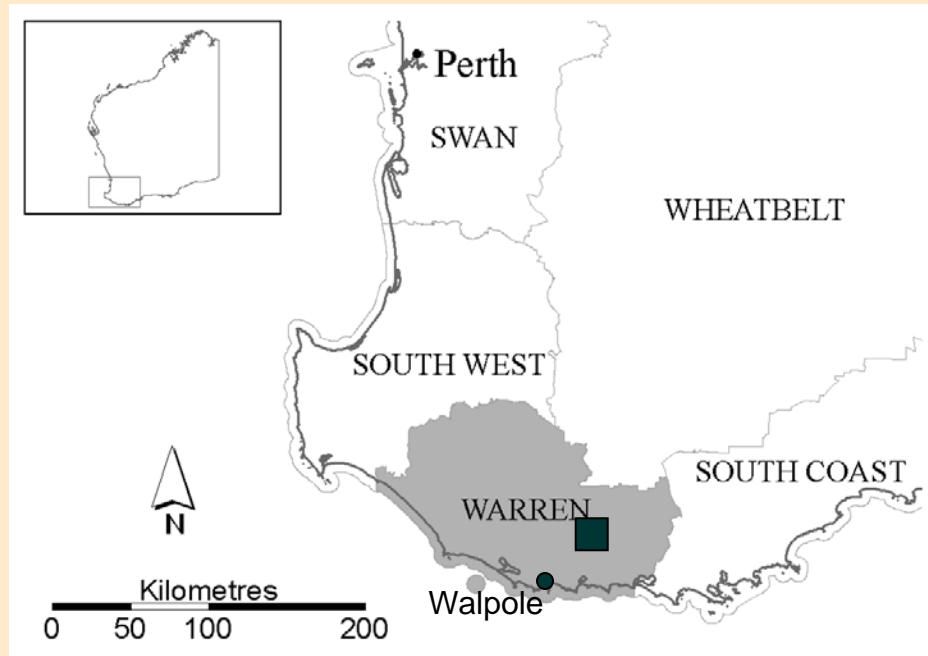 Perth
SWAN
WHEATBELT
SOUTH WEST
SOUTH COAST
WARREN
N
Kilometres
Walpole
0 50 100 200